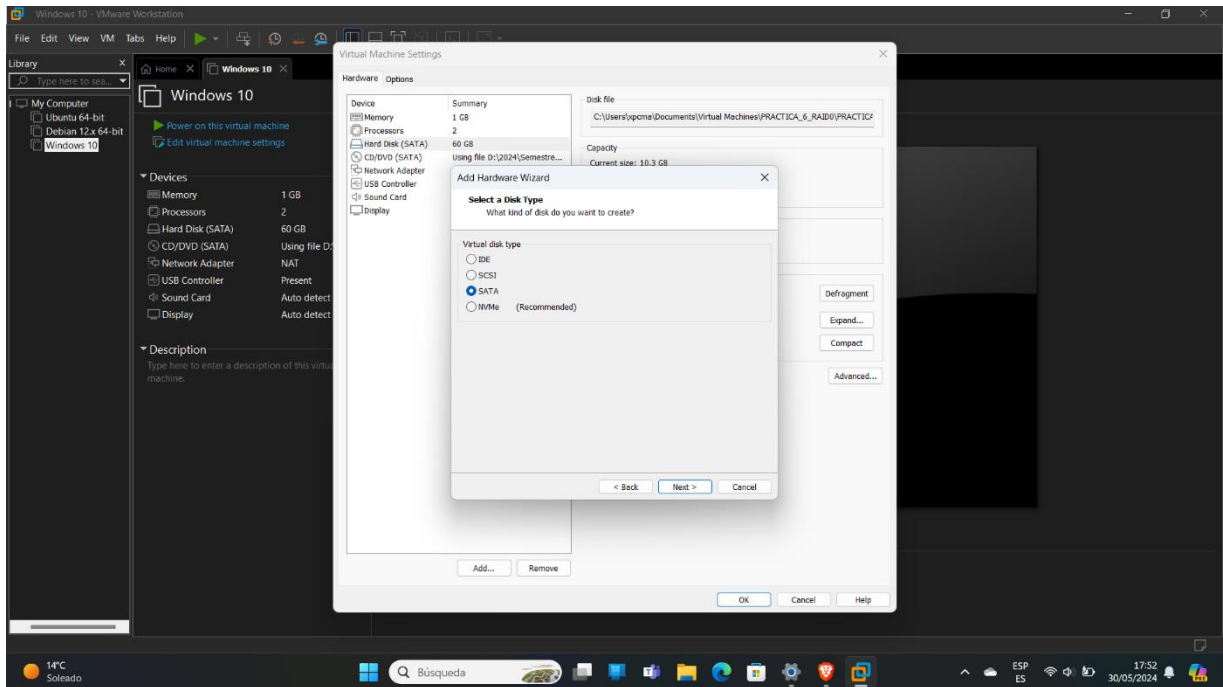 Windows 10 - VMware Workstation
File Edit View VM Tabs Help
Library X
Type here to sea...
My Computer
Ubuntu 64-bit
Debian 12.x 64-bit
Windows 10
Home X Windows 10 X
Windows 10
Power on this virtual machine
Edit virtual machine settings
Devices
Memory 1 GB
Processors 2
Hard Disk (SATA) 60 GB
CD/DVD (SATA) Using file D:
Network Adapter NAT
USB Controller Present
Sound Card Auto detect
Display Auto detect
Description
Type here to enter a description of this virtual
machine.
Virtual Machine Settings
Hardware Options
Device Summary
Memory 1 GB
Processors 2
Hard Disk (SATA) 60 GB
CD/DVD (SATA) Using file D:\2024\Semestre...
Network Adapter
USB Controller
Sound Card
Display
Disk file
C:\Users\xpcma\Documents\Virtual Machines\PRACTICA_6_RAID0\PRACTICA
Capacity
Current size: 10.3 GB
Defragment
Expand...
Compact
Advanced...
Add Hardware Wizard
Select a Disk Type
What kind of disk do you want to create?
Virtual disk type
IDE
SCSI
SATA
NVMe (Recommended)
< Back Next > Cancel
Add... Remove
OK Cancel Help
14°C
Soleado
Búsqueda
ESP
ES
17:52
30/05/2024